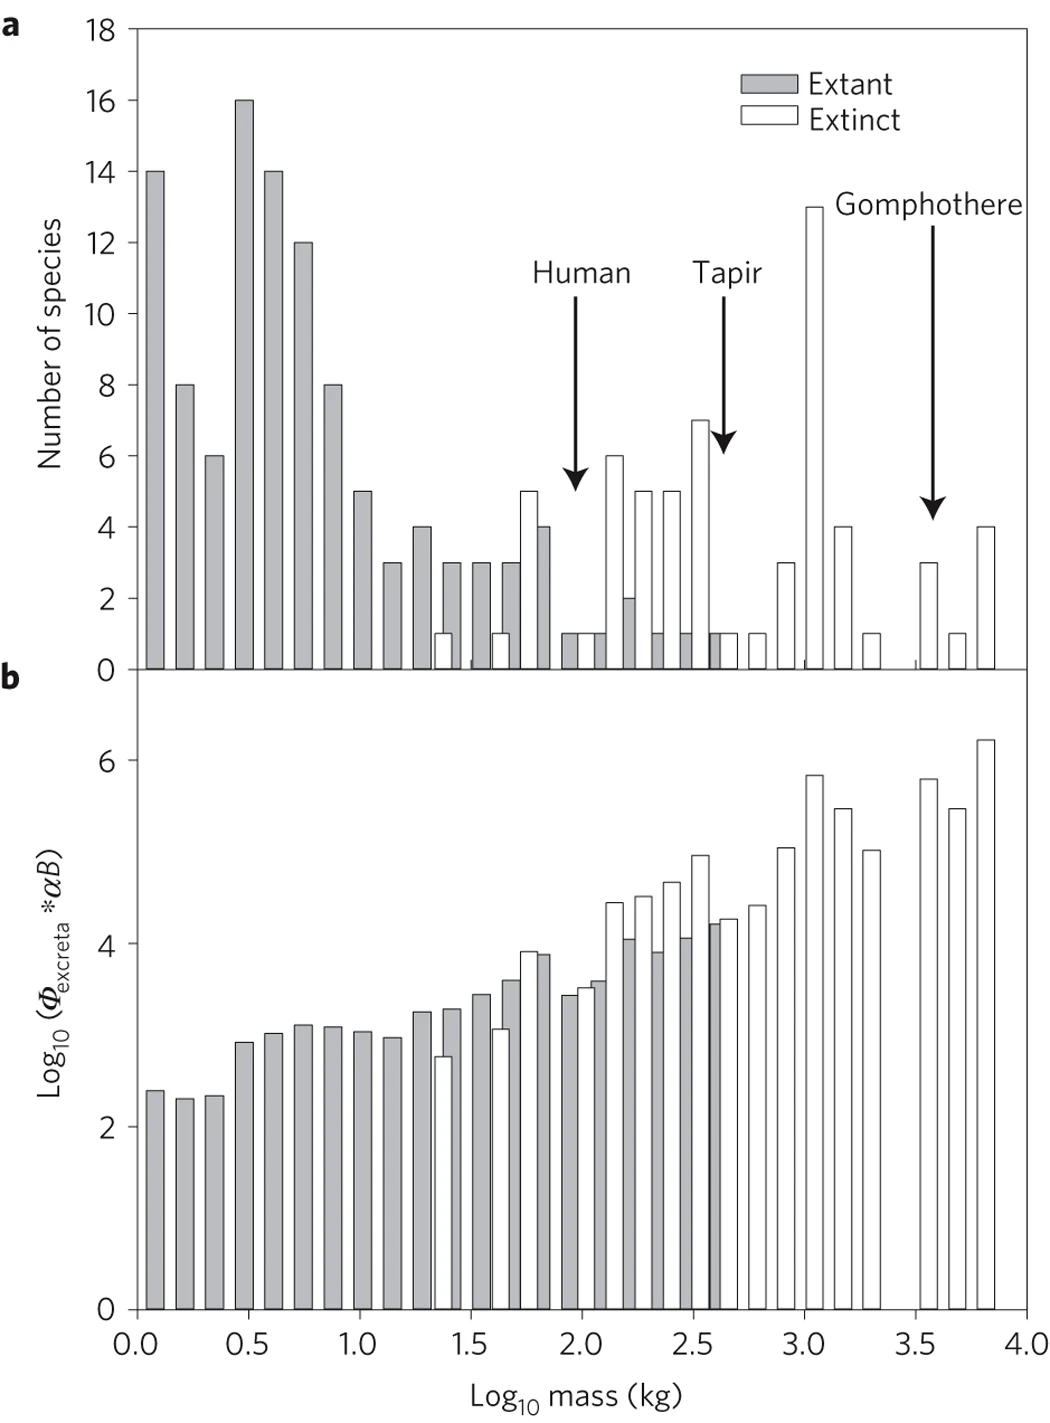 a
18
16
14
12
10
8
6
4
2
0
Number of species
Extant
Extinct
Human
Tapir
Gomphothere
b
6
4
2
0
Log10 (Φexcreta *αB)
0.0 0.5 1.0 1.5 2.0 2.5 3.0 3.5 4.0
Log10 mass (kg)